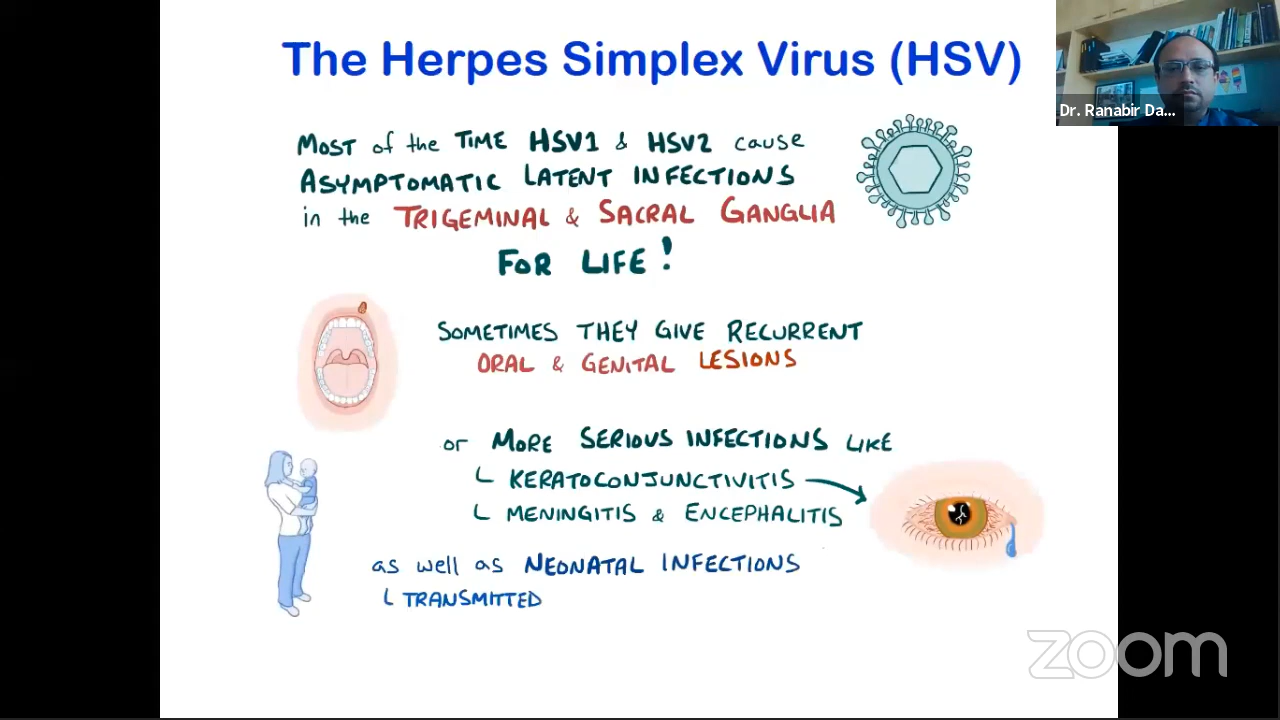 The Herpes Simplex Virus (HSV)
Dr. Ranabir Da...
MOST of the TIME HSV1 & HSV2 cause
ASYMPTOMATIC LATENT INFECTIONS
in the TRIGEMINAL & SACRAL GANGLIA
FOR LIFE!
SOMETIMES THEY GIVE RECURRENT
ORAL & GENITAL LESIONS
or MORE SERIOUS INFECTIONS LIKE
KERATOCONJUNCTIVITIS
MENINGITIS & ENCEPHALITIS
as well as NEONATAL INFECTIONS
TRANSMITTED
zoom